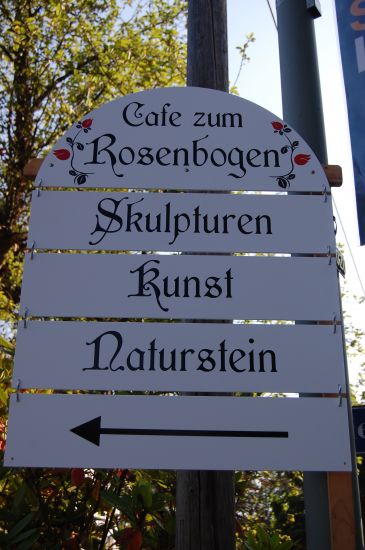 Cafe zum
Rosenbogen
Skulpturen
Kunst
Naturstein